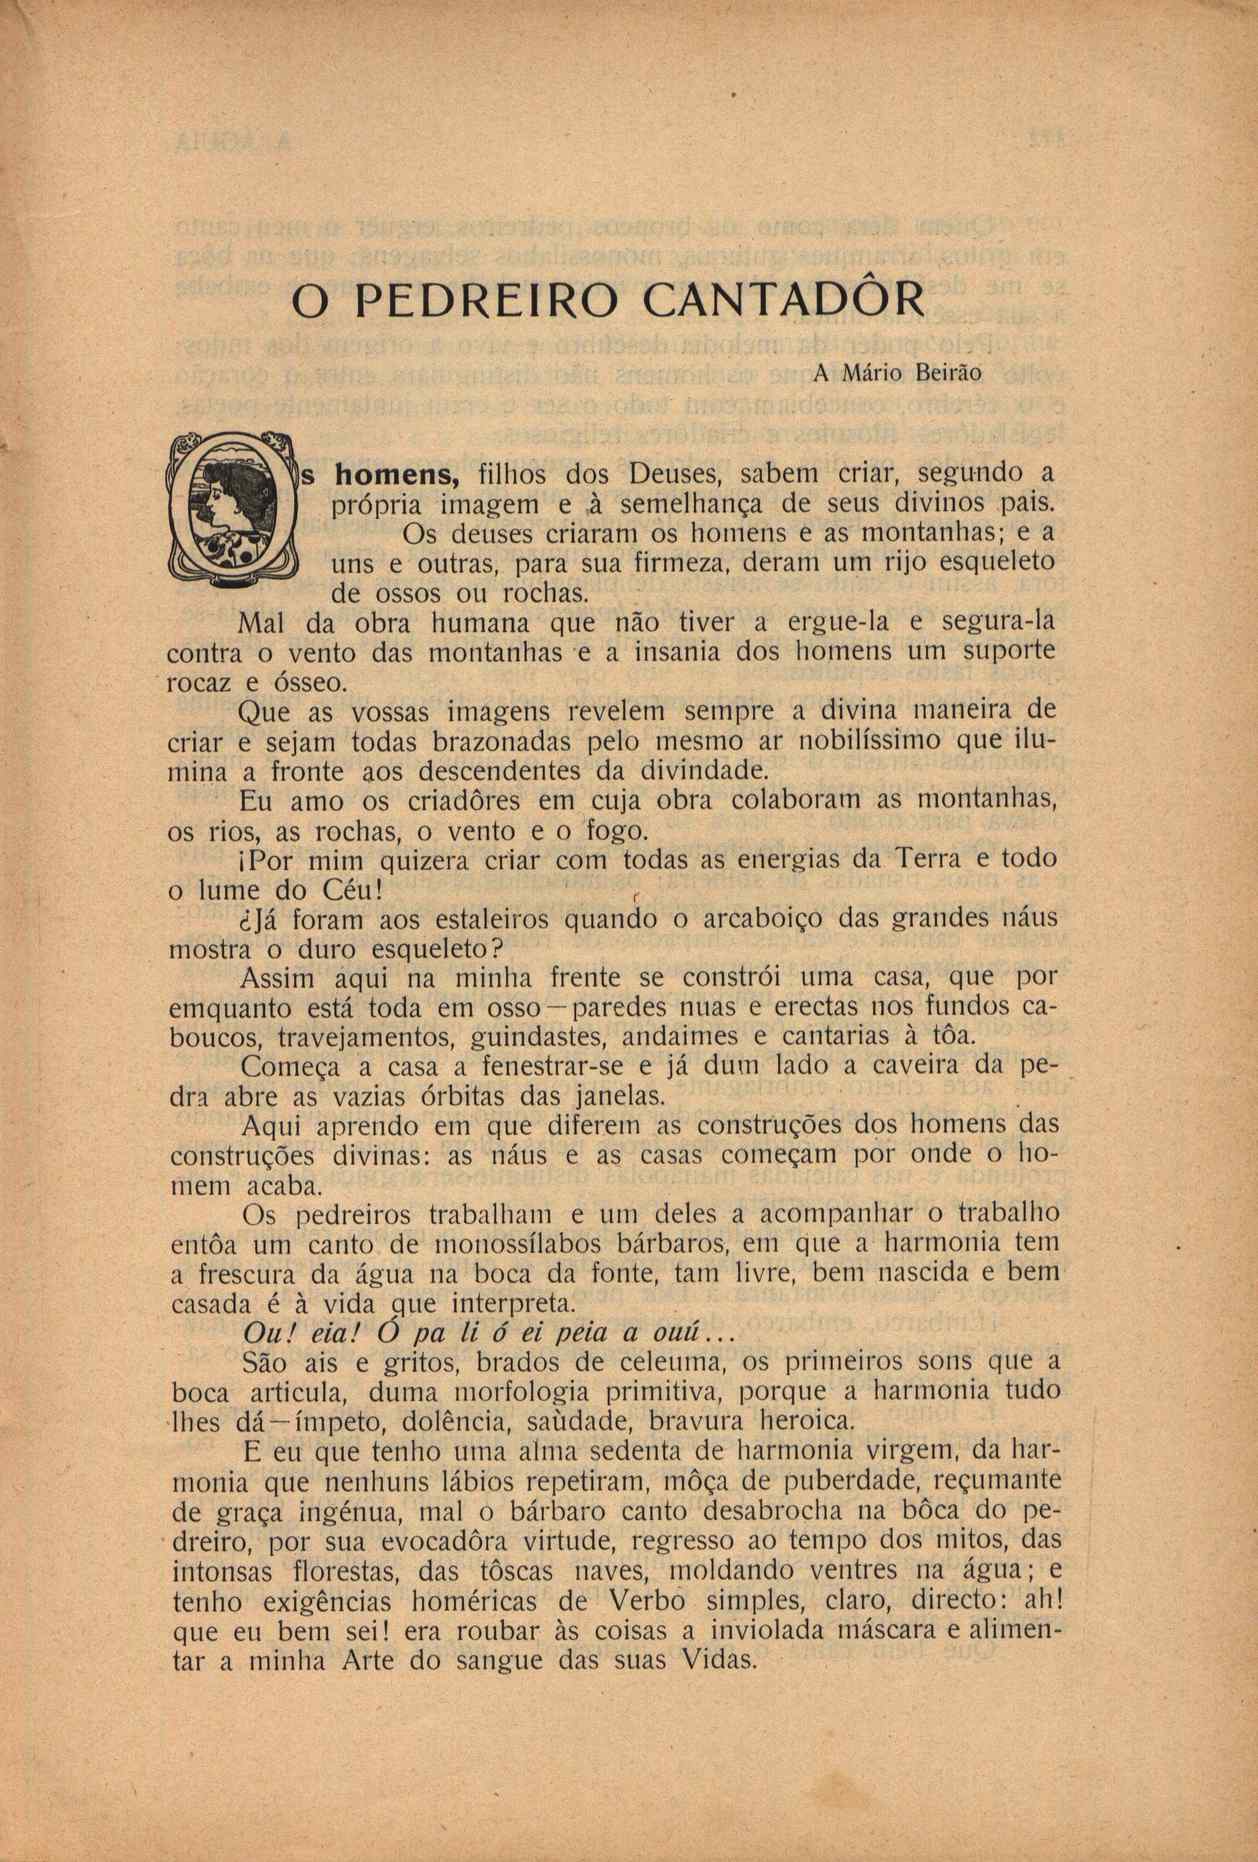 O PEDREIRO CANTADÔR
A Mário Beirão
Os homens, filhos dos Deuses, sabem criar, segundo a
própria imagem e à semelhança de seus divinos pais.
Os deuses criaram os homens e as montanhas; e a
uns e outras, para sua firmeza, deram um rijo esqueleto
de ossos ou rochas.
Mal da obra humana que não tiver a ergue-la e segura-la
contra o vento das montanhas e a insania dos homens um suporte
rocaz e ósseo.
Que as vossas imagens revelem sempre a divina maneira de
criar e sejam todas brazonadas pelo mesmo ar nobilíssimo que ilu-
mina a fronte aos descendentes da divindade.
Eu amo os criadôres em cuja obra colaboram as montanhas,
os rios, as rochas, o vento e o fogo.
¡Por mim quizera criar com todas as energias da Terra e todo
o lume do Céu!
¿Já foram aos estaleiros quando o arcaboiço das grandes náus
mostra o duro esqueleto?
Assim aqui na minha frente se constrói uma casa, que por
emquanto está toda em osso—paredes nuas e erectas nos fundos ca-
boucos, travejamentos, guindastes, andaimes e cantarias à tôa.
Começa a casa a fenestrar-se e já dum lado a caveira da pe-
dra abre as vazias órbitas das janelas.
Aqui aprendo em que diferem as construções dos homens das
construções divinas: as náus e as casas começam por onde o ho-
mem acaba.
Os pedreiros trabalham e um deles a acompanhar o trabalho
entôa um canto de monossílabos bárbaros, em que a harmonia tem
a frescura da água na boca da fonte, tam livre, bem nascida e bem
casada é à vida que interpreta.
Ou! eia! Ó pa li ó ei peia a ouú...
São ais e gritos, brados de celeuma, os primeiros sons que a
boca articula, duma morfologia primitiva, porque a harmonia tudo
lhes dá—ímpeto, dolência, saùdade, bravura heroica.
E eu que tenho uma alma sedenta de harmonia virgem, da har-
monia que nenhuns lábios repetiram, môça de puberdade, reçumante
de graça ingénua, mal o bárbaro canto desabrocha na bôca do pe-
dreiro, por sua evocadôra virtude, regresso ao tempo dos mitos, das
intonsas florestas, das tôscas naves, moldando ventres na água; e
tenho exigências homéricas de Verbo simples, claro, directo: ah!
que eu bem sei! era roubar às coisas a inviolada máscara e alimen-
tar a minha Arte do sangue das suas Vidas.